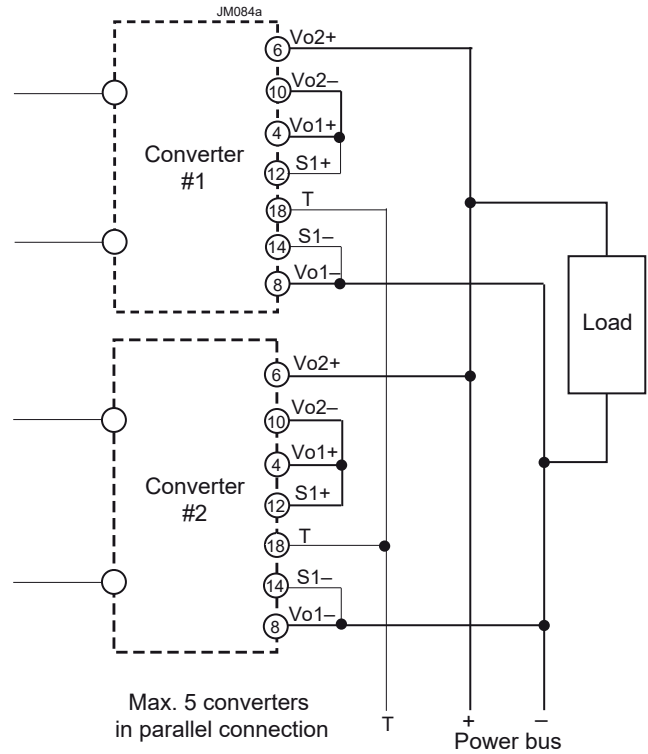 JM084a
6 Vo2+
10 Vo2–
4 Vo1+
12 S1+
18 T
14 S1–
8 Vo1–
Converter
#1
Load
6 Vo2+
10 Vo2–
4 Vo1+
12 S1+
18 T
14 S1–
8 Vo1–
Converter
#2
Max. 5 converters
in parallel connection
T
+ –
Power bus